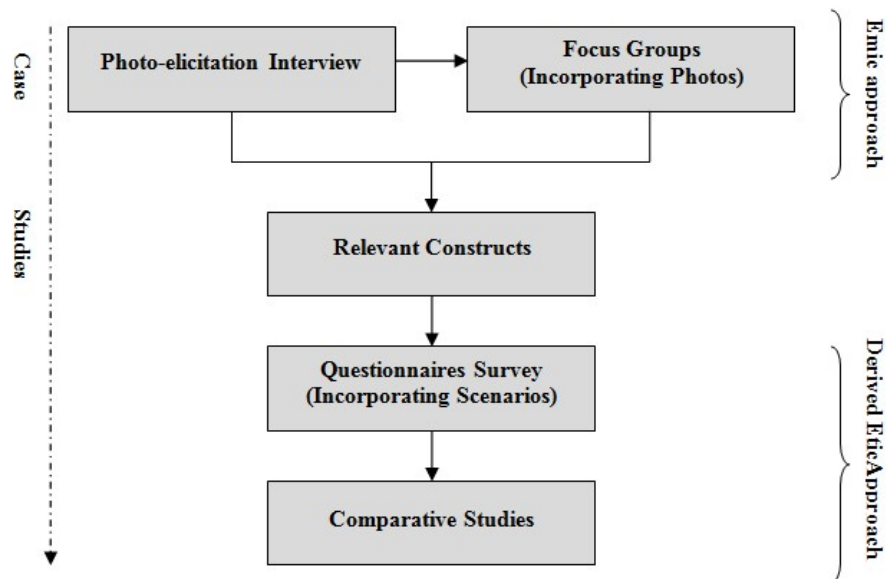 Case
Studies
Photo-elicitation Interview
Focus Groups
(Incorporating Photos)
Emic approach
Relevant Constructs
Questionnaires Survey
(Incorporating Scenarios)
Comparative Studies
Derived EticApproach